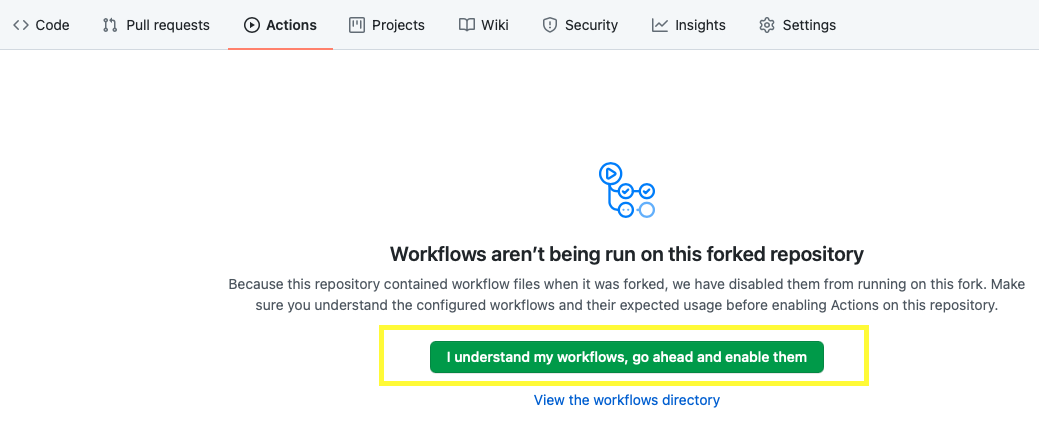 Code Pull requests Actions Projects Wiki Security Insights Settings
Workflows aren’t being run on this forked repository
Because this repository contained workflow files when it was forked, we have disabled them from running on this fork. Make
sure you understand the configured workflows and their expected usage before enabling Actions on this repository.
I understand my workflows, go ahead and enable them
View the workflows directory